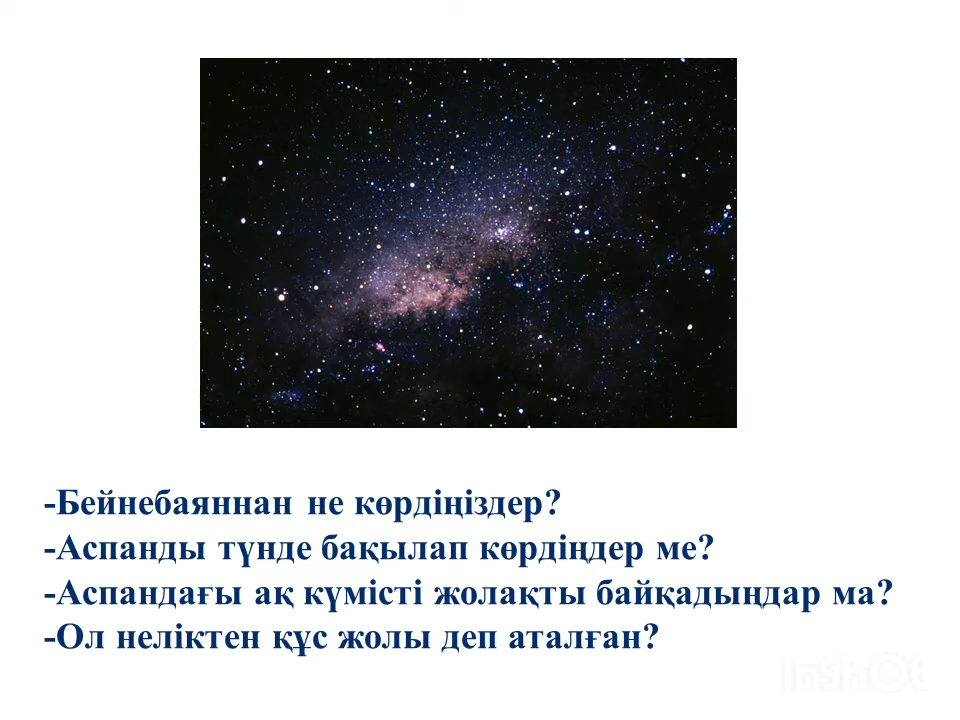 -Бейнебаяннан не көрдіңіздер?
-Аспанды түнде бақылап көрдіңдер ме?
-Аспандағы ақ күмісті жолақты байқадыңдар ма?
-Ол неліктен құс жолы деп аталған?
InShOt